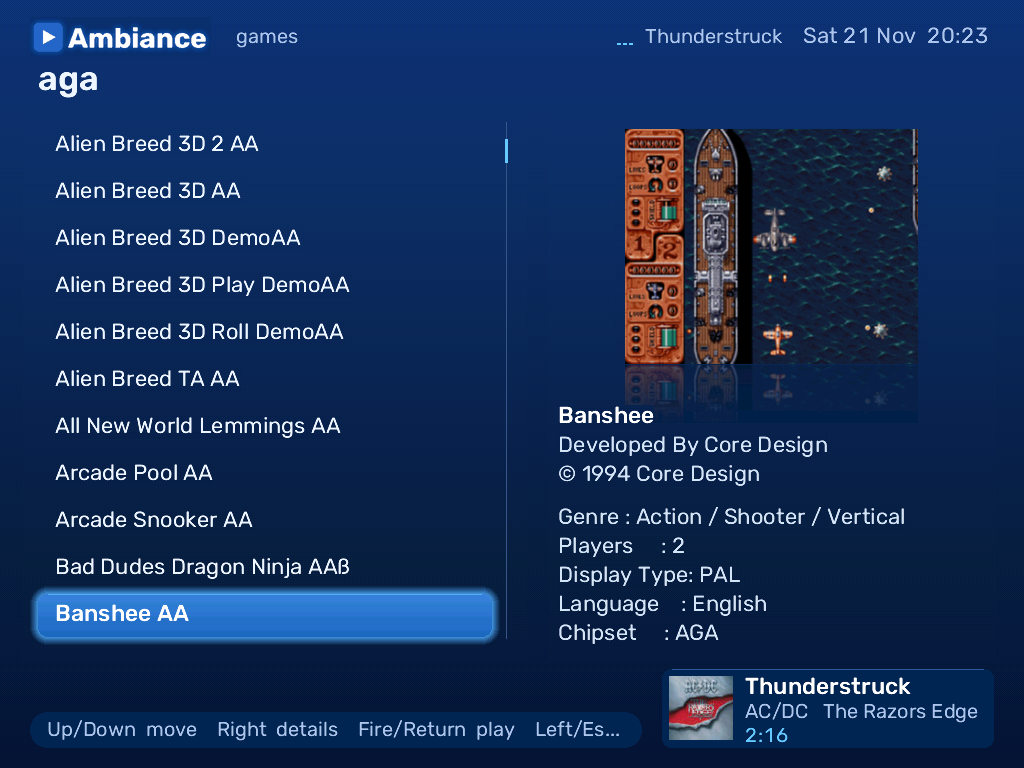 Ambiance games
--- Thunderstruck Sat 21 Nov 20:23
aga
Alien Breed 3D 2 AA
Alien Breed 3D AA
Alien Breed 3D DemoAA
Alien Breed 3D Play DemoAA
Alien Breed 3D Roll DemoAA
Alien Breed TA AA
All New World Lemmings AA
Arcade Pool AA
Arcade Snooker AA
Bad Dudes Dragon Ninja AAß
Banshee AA
1
2
Banshee
Developed By Core Design
© 1994 Core Design
Genre : Action / Shooter / Vertical
Players : 2
Display Type: PAL
Language : English
Chipset : AGA
Up/Down move Right details Fire/Return play Left/Es...
AC/DC
Thunderstruck
AC/DC The Razors Edge
2:16